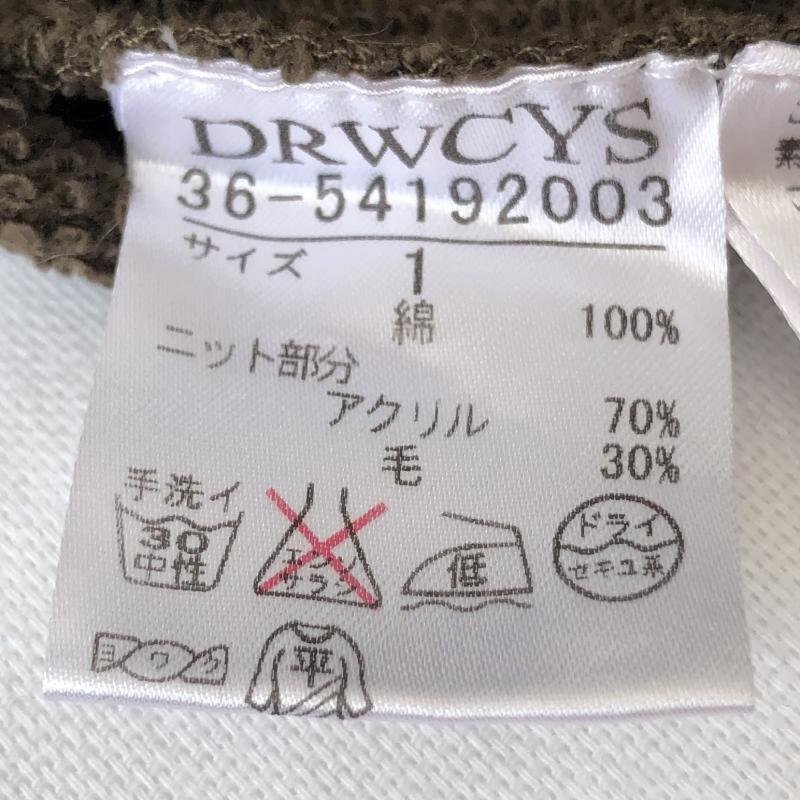 DRWCYS
36-54192003
サイズ 1
綿 100%
ニット部分
アクリル 70%
毛 30%
手洗イ
30
中性
エンソ
サラシ
低
ドライ
セキユ系
ヨワク
平
素